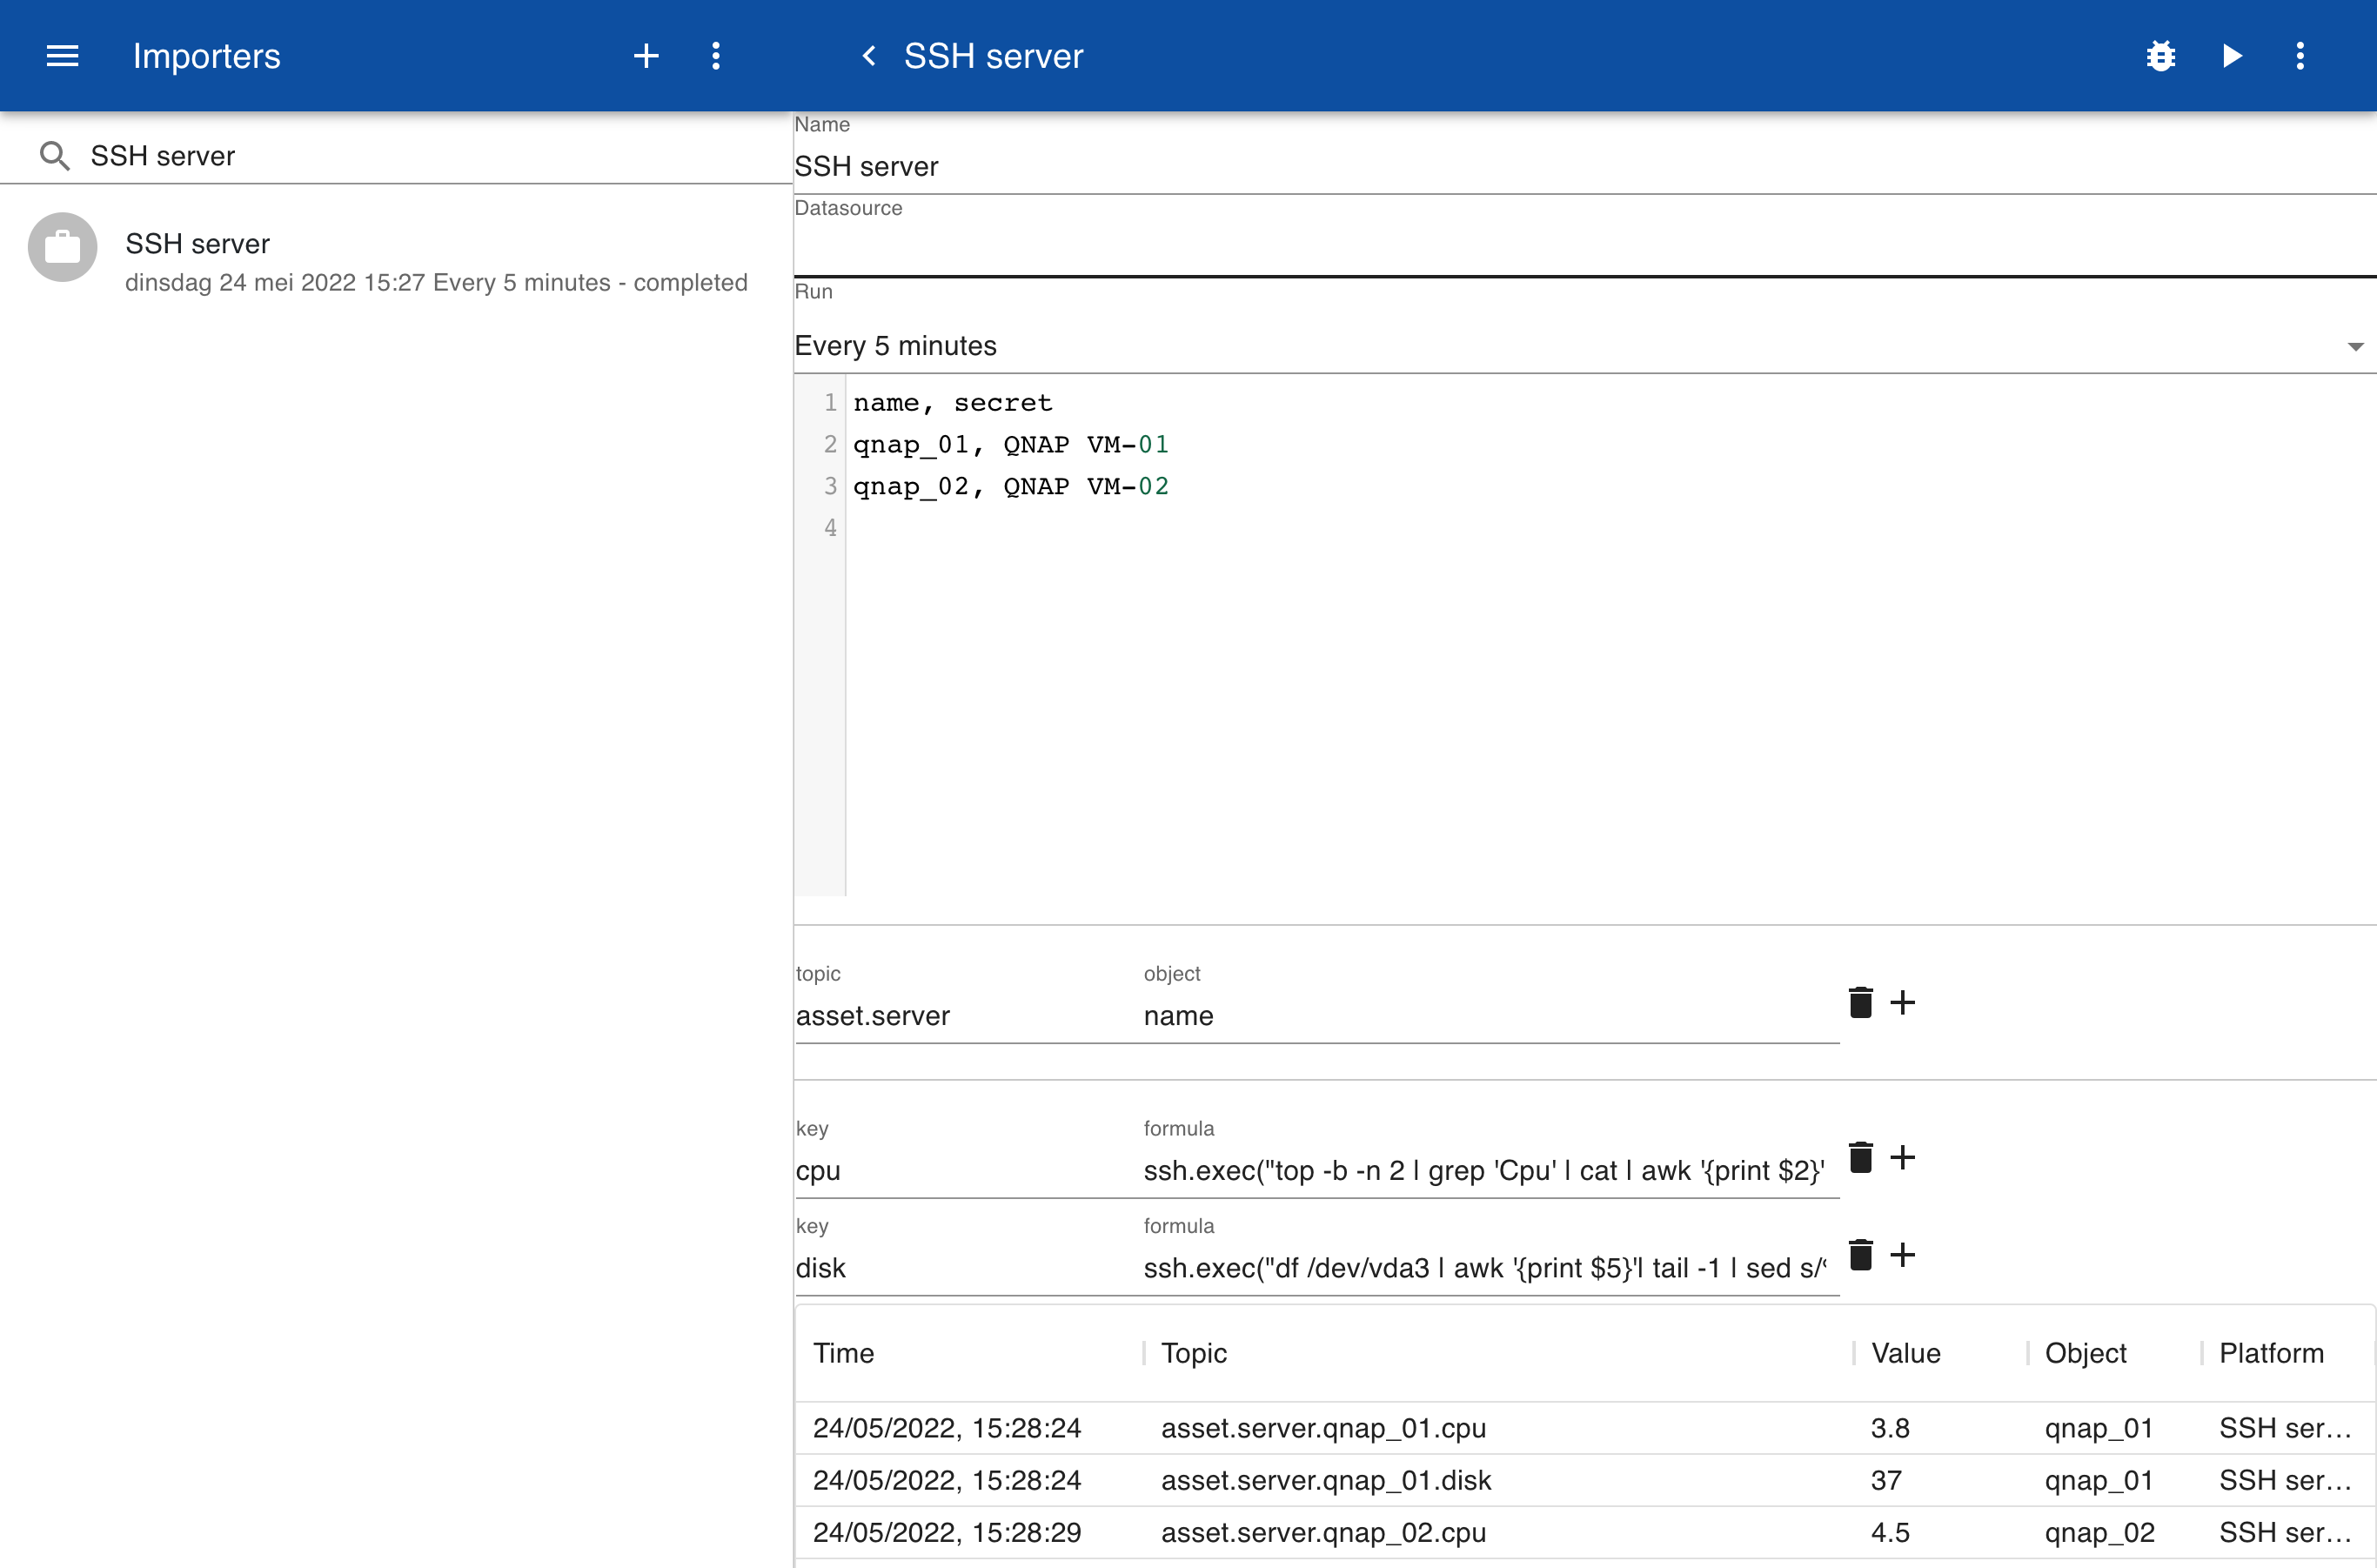 Importers
SSH server
SSH server
SSH server
dinsdag 24 mei 2022 15:27 Every 5 minutes - completed
Name
SSH server
Datasource
Run
Every 5 minutes
1 name, secret
2 qnap_01, QNAP VM-01
3 qnap_02, QNAP VM-02
4
topic object
asset.server name
key formula
cpu ssh.exec("top -b -n 2 | grep 'Cpu' | cat | awk '{print $2}'
key formula
disk ssh.exec("df /dev/vda3 | awk '{print $5}'| tail -1 | sed s/
Time Topic Value Object Platform
24/05/2022, 15:28:24 asset.server.qnap_01.cpu 3.8 qnap_01 SSH ser...
24/05/2022, 15:28:24 asset.server.qnap_01.disk 37 qnap_01 SSH ser...
24/05/2022, 15:28:29 asset.server.qnap_02.cpu 4.5 qnap_02 SSH ser...